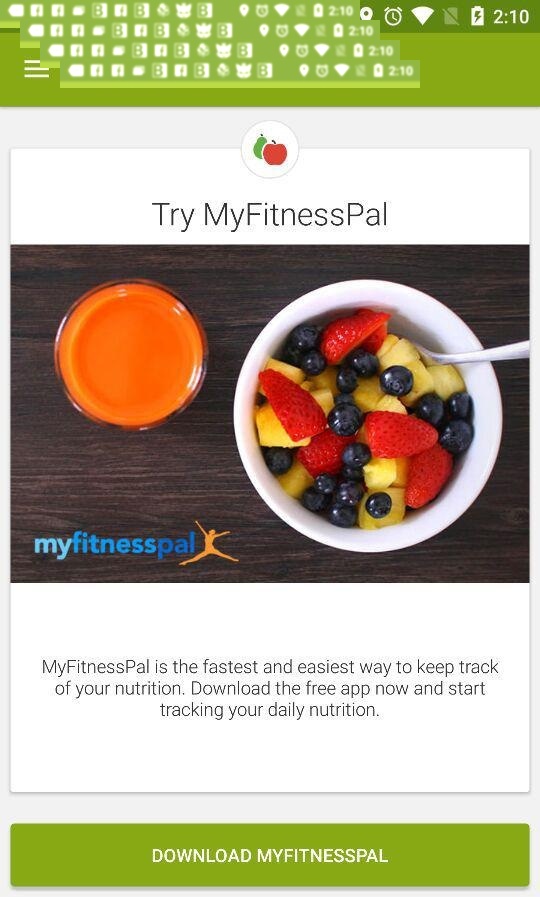 2:10
2:10
2:10
2:10
2:10
Try MyFitnessPal
myfitnesspal
MyFitnessPal is the fastest and easiest way to keep track
of your nutrition. Download the free app now and start
tracking your daily nutrition.
DOWNLOAD MYFITNESSPAL